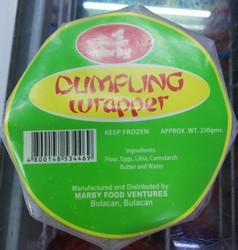 marby
DUMPLING
wrapper
KEEP FROZEN APPROX. WT. 250gms.
4800148534469
Ingredients:
Flour, Eggs, Lihia, Cornstarch
Butter and Water
Manufactured and Distributed by:
MARBY FOOD VENTURES
Bulacan, Bulacan